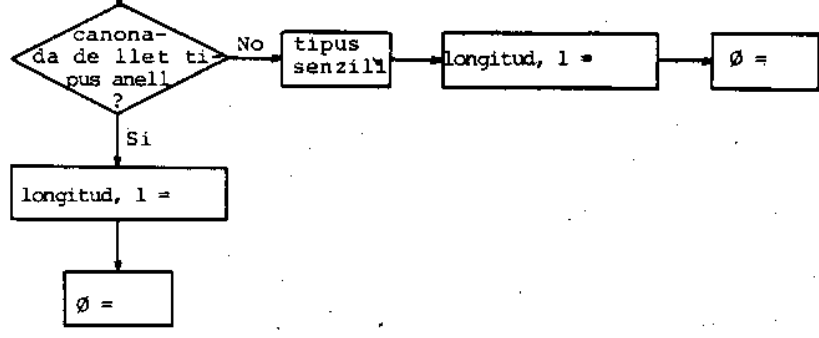 canona-
da de llet ti-
pus anell
?
No
tipus
senzill
longitud, l =
Ø =
Si
longitud, l =
Ø =